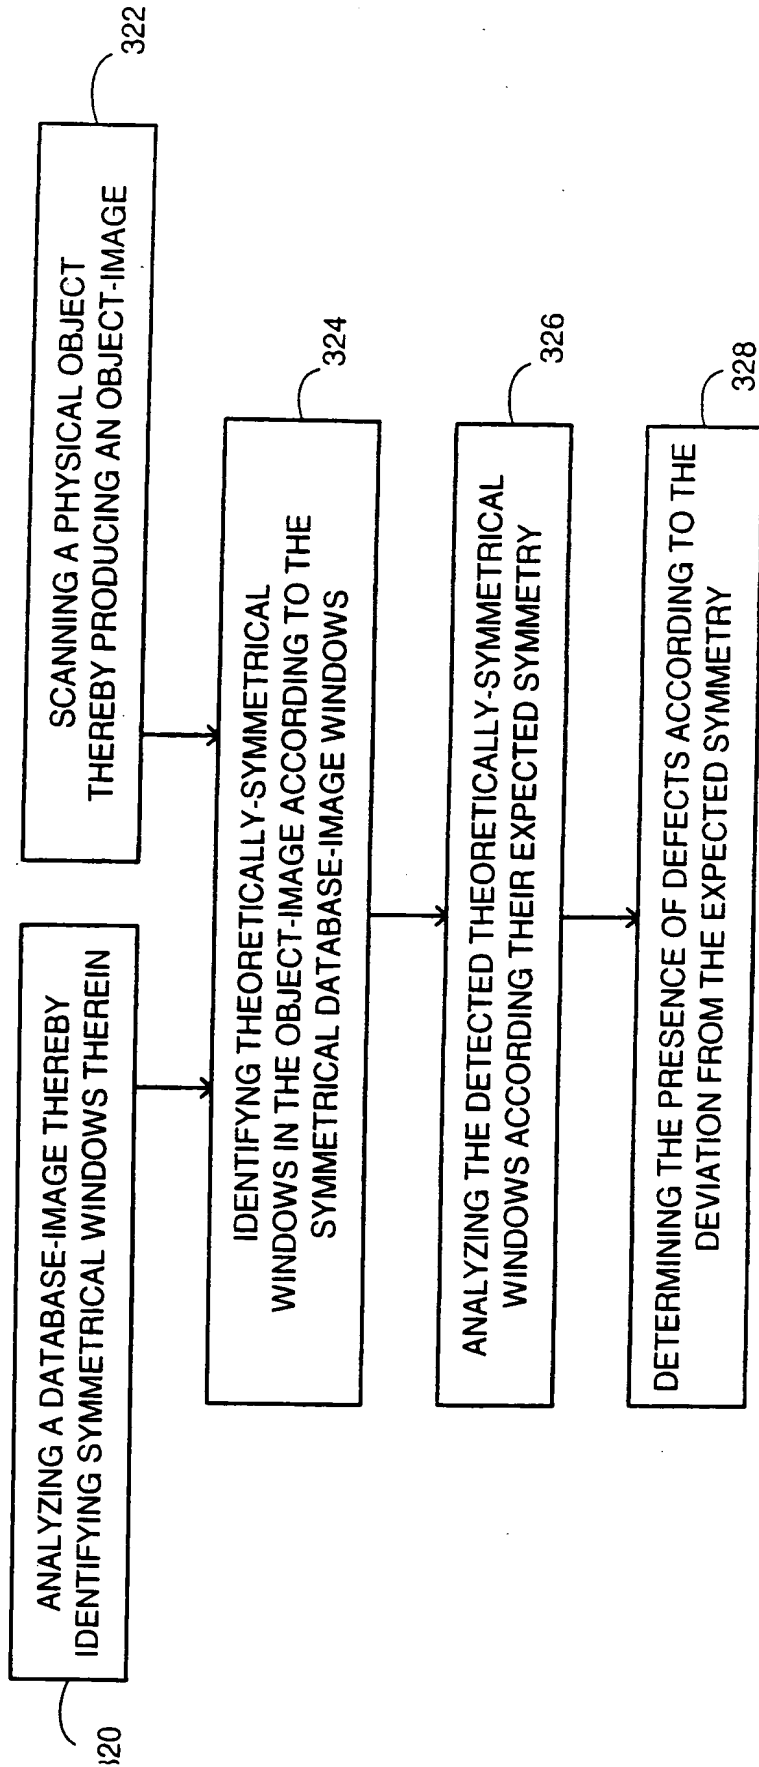 ANALYZING A DATABASE-IMAGE THEREBY
IDENTIFYING SYMMETRICAL WINDOWS THEREIN
320
SCANNING A PHYSICAL OBJECT
THEREBY PRODUCING AN OBJECT-IMAGE
322
IDENTIFYNG THEORETICALLY-SYMMETRICAL
WINDOWS IN THE OBJECT-IMAGE ACCORDING TO THE
SYMMETRICAL DATABASE-IMAGE WINDOWS
324
ANALYZING THE DETECTED THEORETICALLY-SYMMETRICAL
WINDOWS ACCORDING THEIR EXPECTED SYMMETRY
326
DETERMINING THE PRESENCE OF DEFECTS ACCORDING TO THE
DEVIATION FROM THE EXPECTED SYMMETRY
328